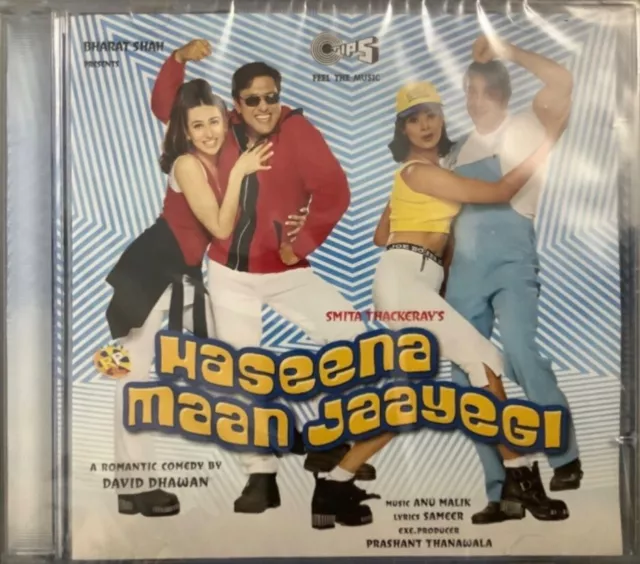 BHARAT SHAH
PRESENTS
TIPS
FEEL THE MUSIC
SMITA THACKERAY'S
Haseena
maan Jaayegi
A ROMANTIC COMEDY BY
DAVID DHAWAN
MUSIC ANU MALIK
LYRICS SAMEER
EXE.PRODUCER
PRASHANT THANAWALA